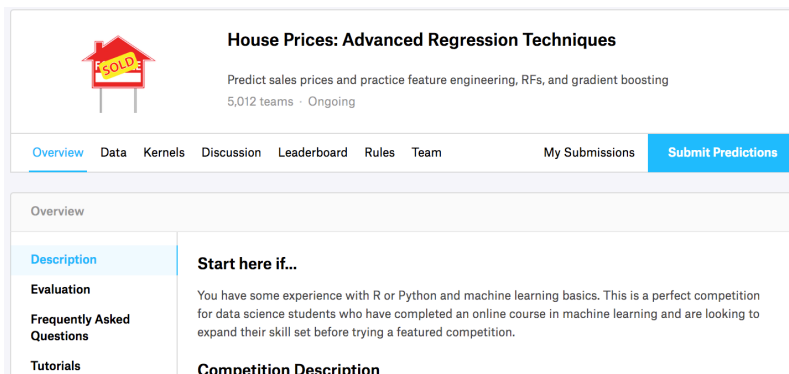 House Prices: Advanced Regression Techniques
SOLD
Predict sales prices and practice feature engineering, RFs, and gradient boosting
5,012 teams · Ongoing
Overview Data Kernels Discussion Leaderboard Rules Team My Submissions Submit Predictions
Overview
Description
Evaluation
Frequently Asked
Questions
Tutorials
Start here if...
You have some experience with R or Python and machine learning basics. This is a perfect competition
for data science students who have completed an online course in machine learning and are looking to
expand their skill set before trying a featured competition.
Competition Description